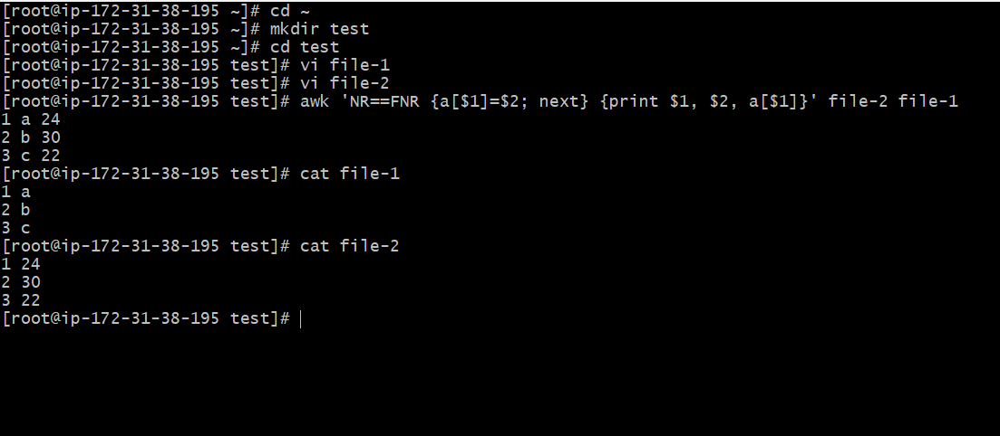 [root@ip-172-31-38-195 ~]# cd ~
[root@ip-172-31-38-195 ~]# mkdir test
[root@ip-172-31-38-195 ~]# cd test
[root@ip-172-31-38-195 test]# vi file-1
[root@ip-172-31-38-195 test]# vi file-2
[root@ip-172-31-38-195 test]# awk 'NR==FNR {a[$1]=$2; next} {print $1, $2, a[$1]}' file-2 file-1
1 a 24
2 b 30
3 c 22
[root@ip-172-31-38-195 test]# cat file-1
1 a
2 b
3 c
[root@ip-172-31-38-195 test]# cat file-2
1 24
2 30
3 22
[root@ip-172-31-38-195 test]#